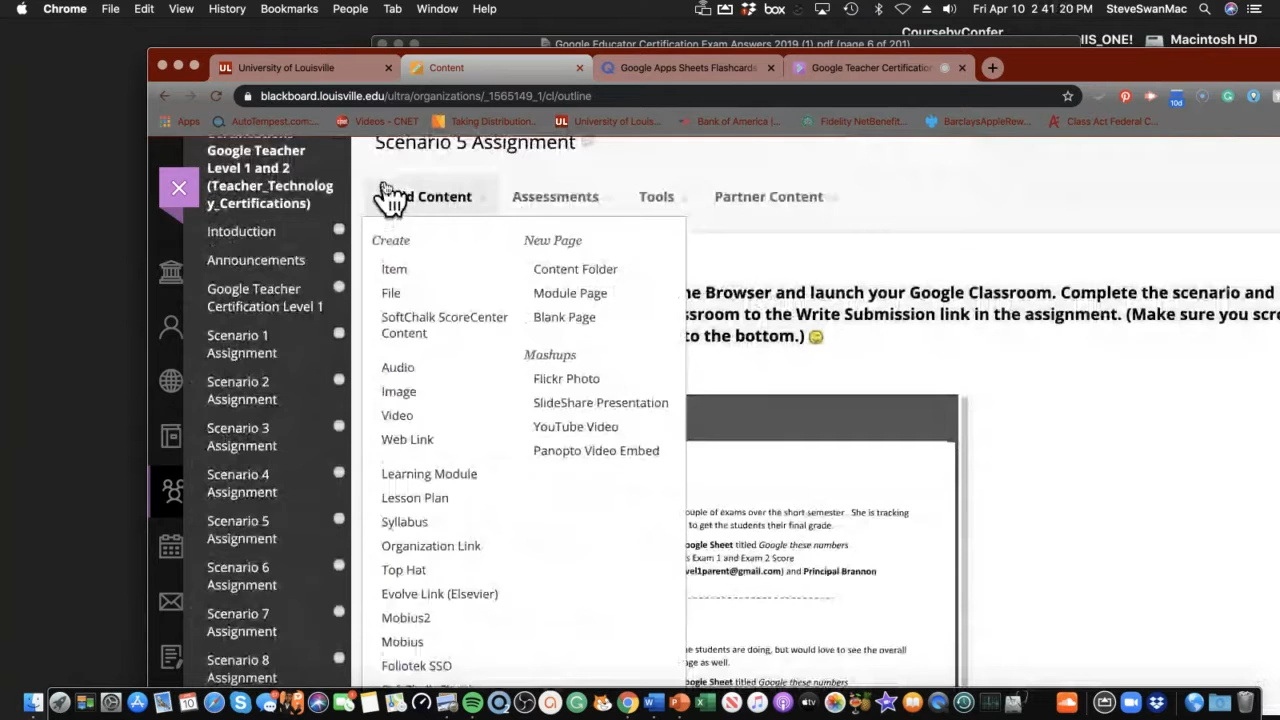 Chrome File Edit View History Bookmarks People Tab Window Help
box
Fri Apr 10 2:41:20 PM SteveSwanMac
CoursebyConfer
HIS_ONE! Macintosh HD
Google Educator Certification Exam Answers 2019 (1).pdf (page 6 of 201)
University of Louisville
Content
Google Apps Sheets Flashcards
Google Teacher Certification
blackboard.louisville.edu/ultra/organizations/_1565149_1/cl/outline
10d
Apps AutoTempest.com:... Videos - CNET Taking Distribution... University of Louis... Bank of America |... Fidelity NetBenefit... BarclaysAppleRew... Class Act Federal C...
Certifications
Google Teacher
Level 1 and 2
(Teacher_Technolog
y_Certifications)
Intoduction
Announcements
Google Teacher
Certification Level 1
Scenario 1
Assignment
Scenario 2
Assignment
Scenario 3
Assignment
Scenario 4
Assignment
Scenario 5
Assignment
Scenario 6
Assignment
Scenario 7
Assignment
Scenario 8
Assignment
Scenario 5 Assignment
d Content Assessments Tools Partner Content
Create
Item
File
SoftChalk ScoreCenter
Content
Audio
Image
Video
Web Link
Learning Module
Lesson Plan
Syllabus
Organization Link
Top Hat
Evolve Link (Elsevier)
Mobius2
Mobius
Foliotek SSO
New Page
Content Folder
Module Page
Blank Page
Mashups
Flickr Photo
SlideShare Presentation
YouTube Video
Panopto Video Embed
ne Browser and launch your Google Classroom. Complete the scenario and
ssroom to the Write Submission link in the assignment. (Make sure you scr
to the bottom.)
ouple of exams over the short semester. She is tracking
to get the students their final grade.
oogle Sheet titled Google these numbers
s Exam 1 and Exam 2 Score
vel1parent@gmail.com) and Principal Brannon
he students are doing, but would love to see the overall
ge as well.
oogle Sheet titled Google these numbers